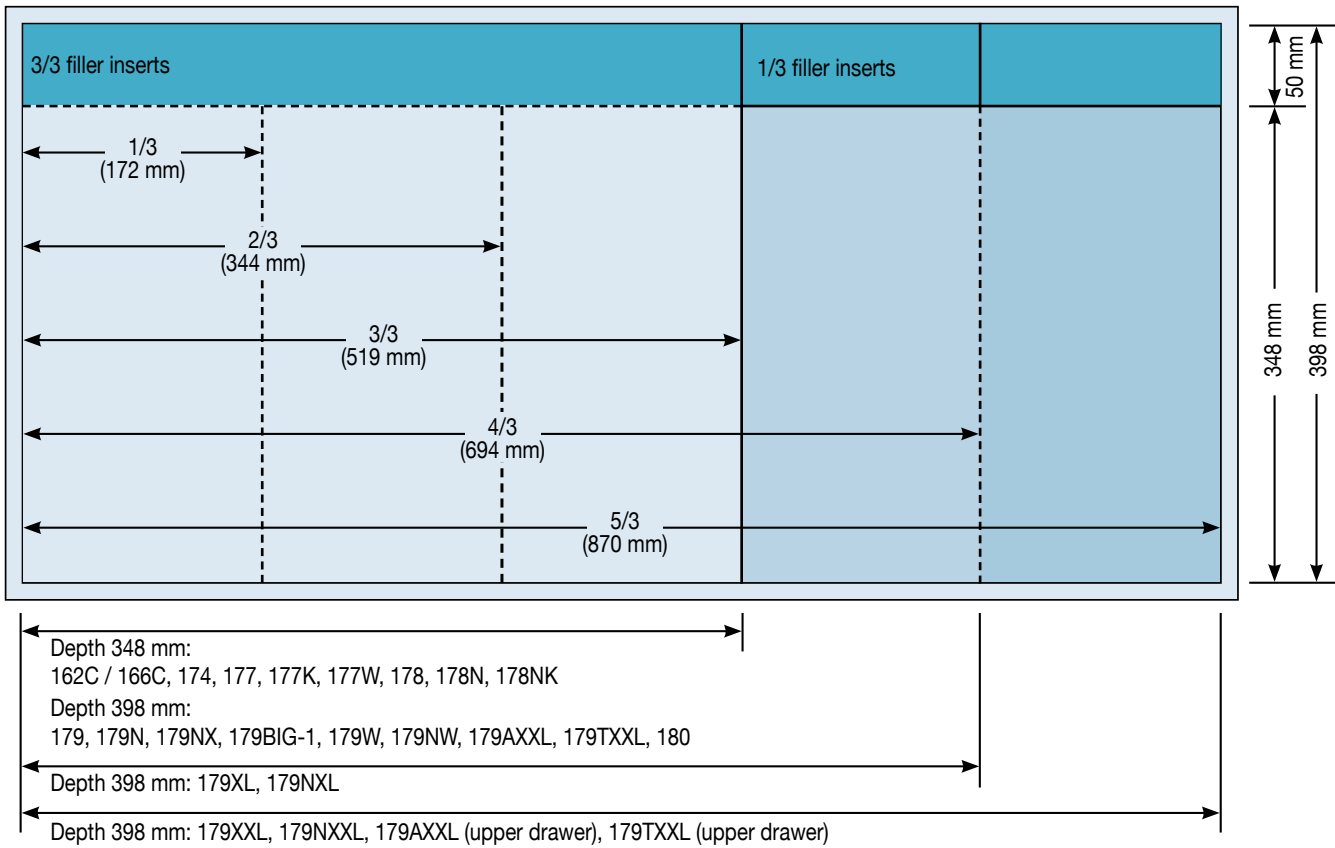 3/3 filler inserts
1/3 filler inserts
50 mm
1/3
(172 mm)
2/3
(344 mm)
3/3
(519 mm)
348 mm
398 mm
4/3
(694 mm)
5/3
(870 mm)
Depth 348 mm:
162C / 166C, 174, 177, 177K, 177W, 178, 178N, 178NK
Depth 398 mm:
179, 179N, 179NX, 179BIG-1, 179W, 179NW, 179AXXL, 179TXXL, 180
Depth 398 mm: 179XL, 179NXL
Depth 398 mm: 179XXL, 179NXXL, 179AXXL (upper drawer), 179TXXL (upper drawer)